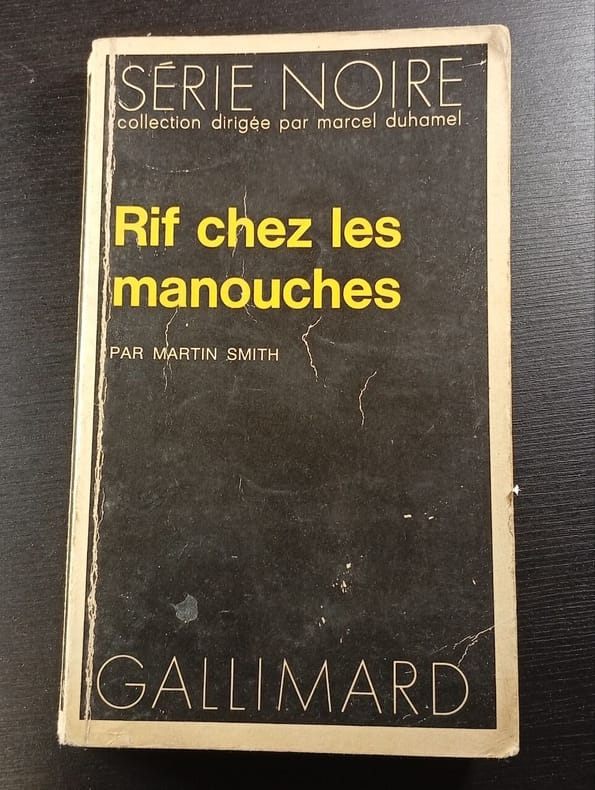 SÉRIE NOIRE
collection dirigée par marcel duhamel
Rif chez les
manouches
PAR MARTIN SMITH
GALLIMARD